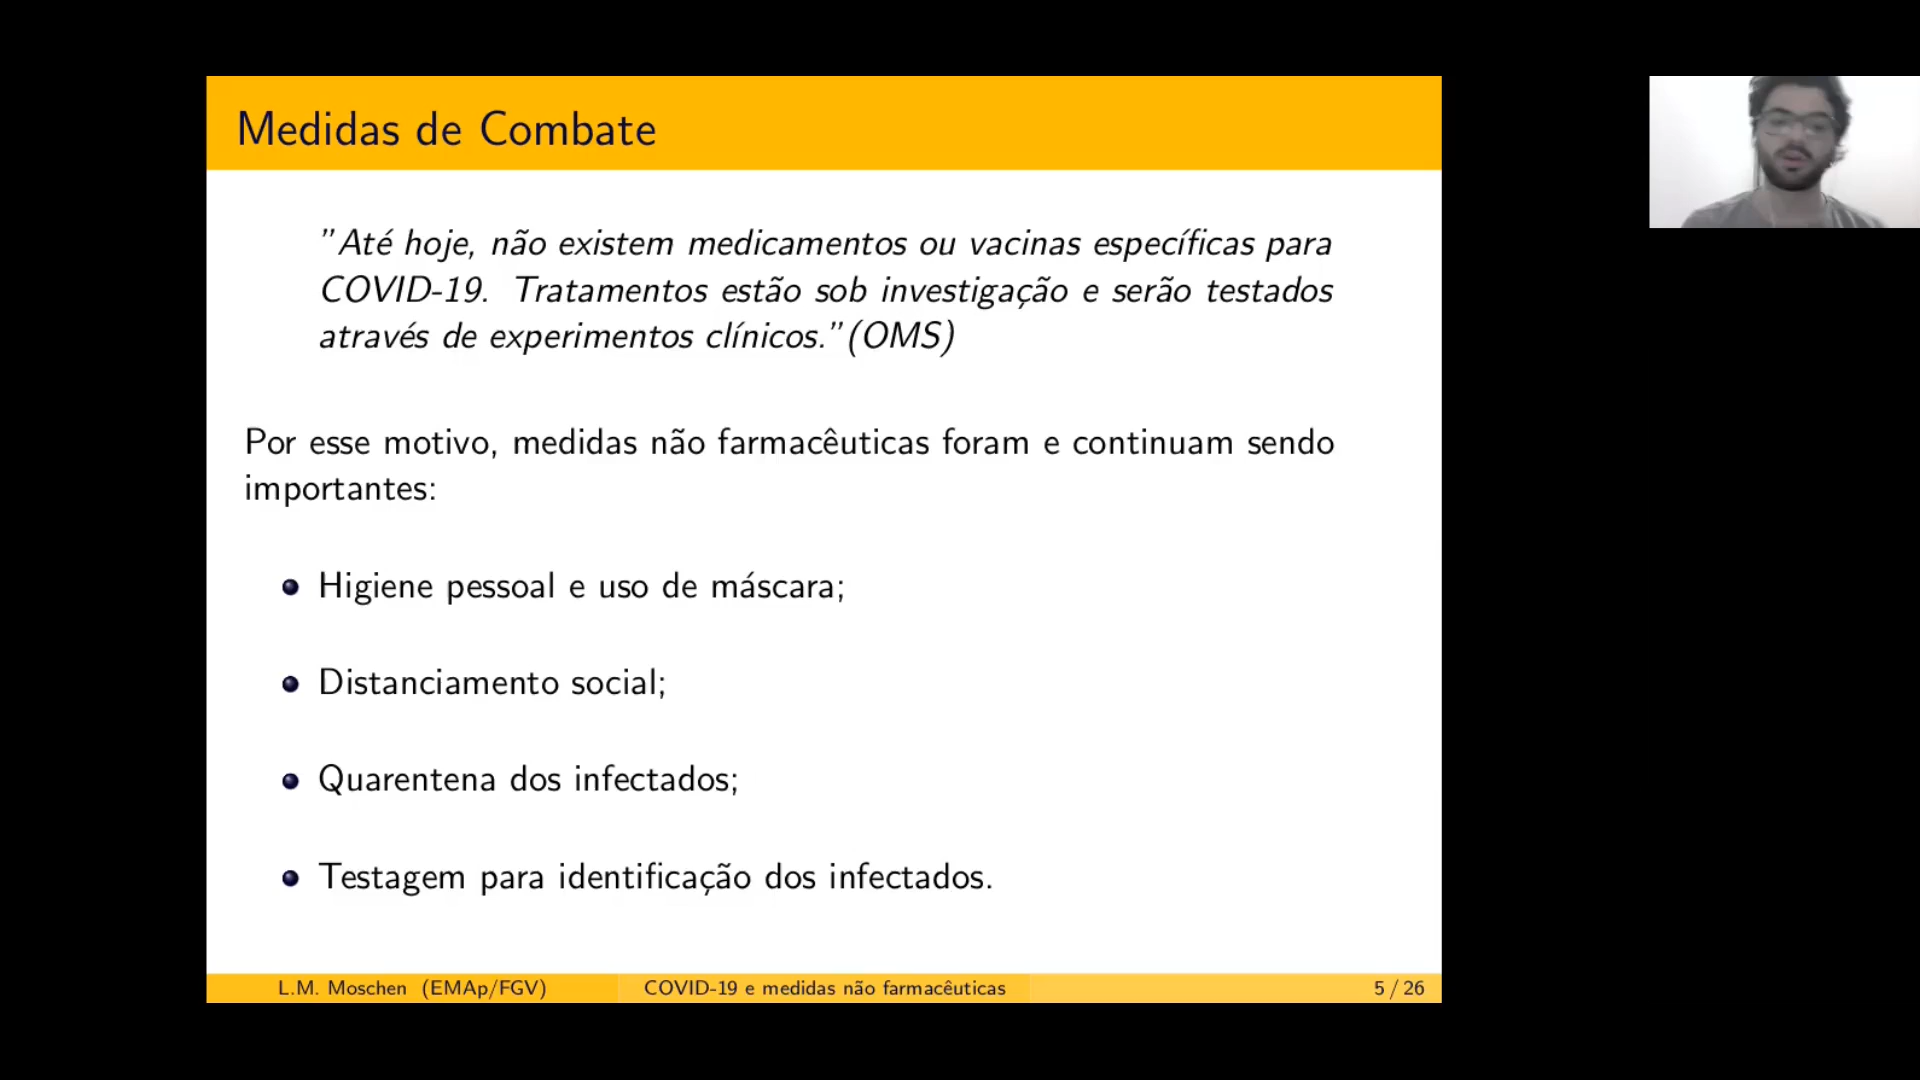 Medidas de Combate
”Até hoje, não existem medicamentos ou vacinas específicas para
COVID-19. Tratamentos estão sob investigação e serão testados
através de experimentos clínicos.”(OMS)
Por esse motivo, medidas não farmacêuticas foram e continuam sendo
importantes:
Higiene pessoal e uso de máscara;
Distanciamento social;
Quarentena dos infectados;
Testagem para identificação dos infectados.
L.M. Moschen (EMAp/FGV) COVID-19 e medidas não farmacêuticas 5 / 26